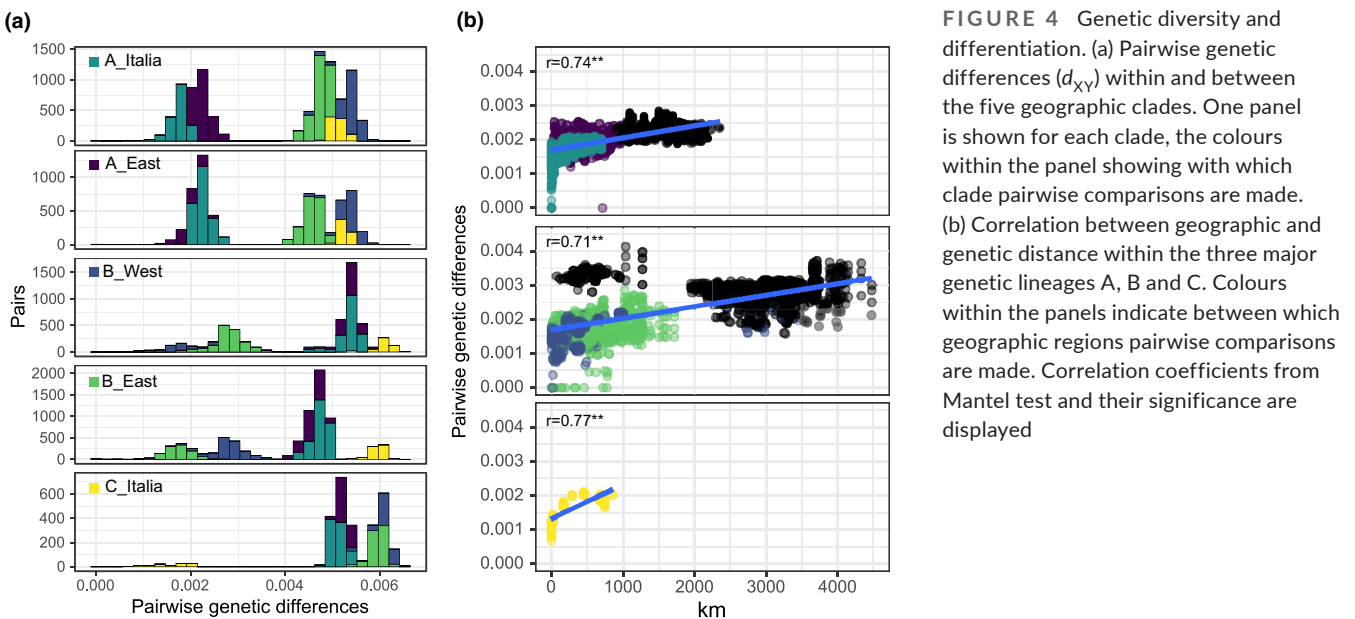 (a)
1500
1000
500
0
A_Italia
1000
500
0
A_East
1500
1000
500
0
B_West
2000
1500
1000
500
0
B_East
600
400
200
0
C_Italia
Pairs
0.000 0.002 0.004 0.006
Pairwise genetic differences
(b)
r=0.74**
0.004
0.003
0.002
0.001
0.000
r=0.71**
0.004
0.003
0.002
0.001
0.000
r=0.77**
0.004
0.003
0.002
0.001
0.000
Pairwise genetic differences
0 1000 2000 3000 4000
km
FIGURE 4 Genetic diversity and
differentiation. (a) Pairwise genetic
differences (dXY) within and between
the five geographic clades. One panel
is shown for each clade, the colours
within the panel showing with which
clade pairwise comparisons are made.
(b) Correlation between geographic and
genetic distance within the three major
genetic lineages A, B and C. Colours
within the panels indicate between which
geographic regions pairwise comparisons
are made. Correlation coefficients from
Mantel test and their significance are
displayed